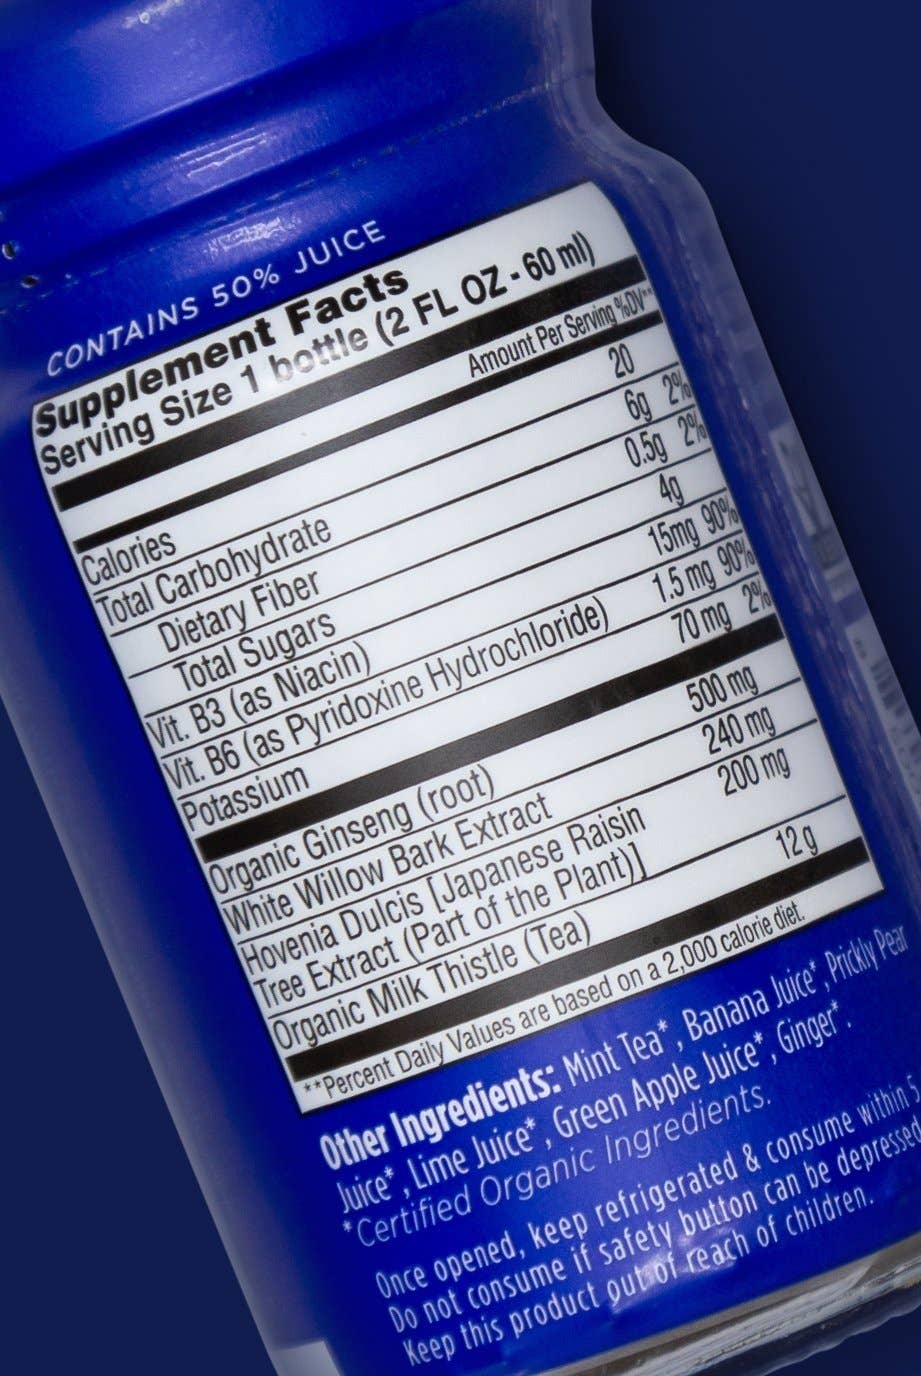 CONTAINS 50% JUICE
Supplement Facts
Serving Size 1 bottle (2 FL OZ - 60 ml)
Amount Per Serving %DV**
Calories 20
Total Carbohydrate 6g 2%
Dietary Fiber 0.5g 2%
Total Sugars 4g
Vit. B3 (as Niacin) 15mg 90%
Vit. B6 (as Pyridoxine Hydrochloride) 1.5 mg 90%
Potassium 70 mg 2%
Organic Ginseng (root) 500 mg
White Willow Bark Extract 240 mg
Hovenia Dulcis [Japanese Raisin 200 mg
Tree Extract (Part of the Plant)]
Organic Milk Thistle (Tea) 12 g
**Percent Daily Values are based on a 2,000 calorie diet.
Other Ingredients: Mint Tea*, Banana Juice*, Prickly Pear
Juice*, Lime Juice*, Green Apple Juice*, Ginger*.
*Certified Organic Ingredients.
Once opened, keep refrigerated & consume within 5
Do not consume if safety button can be depressed
Keep this product out of reach of children.